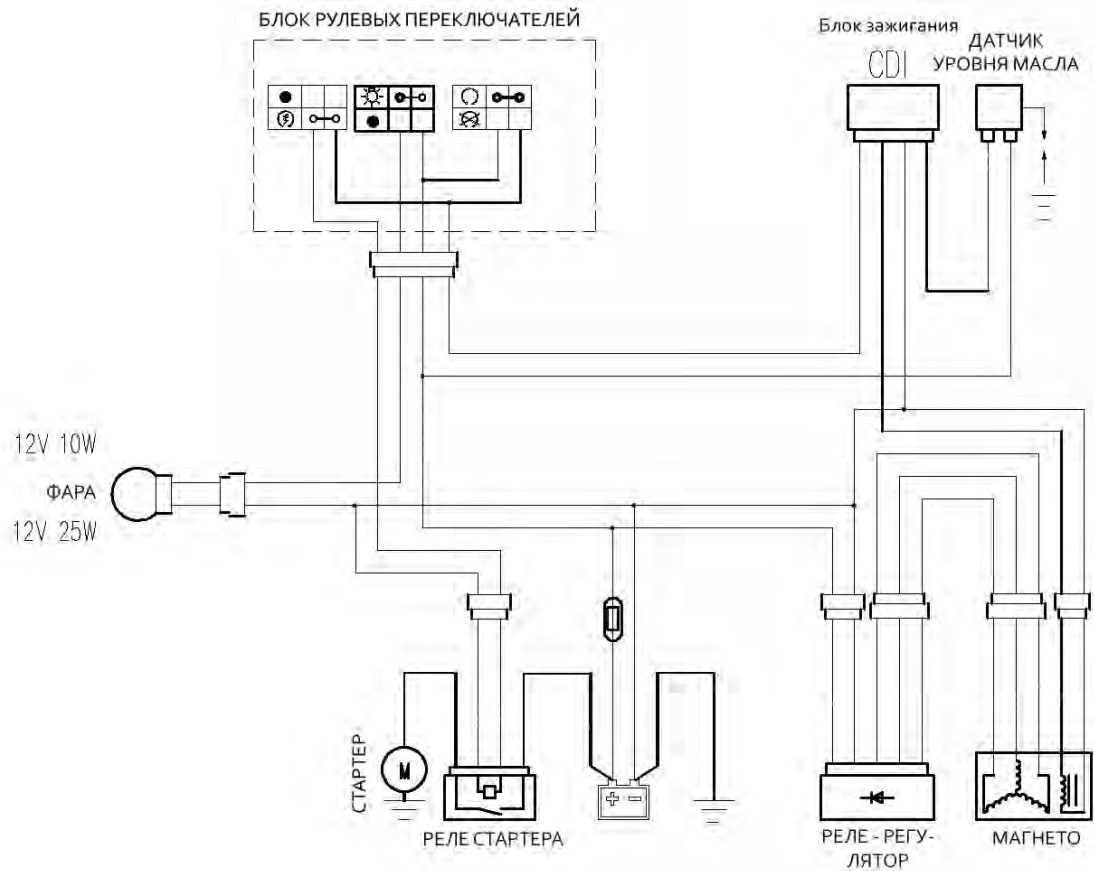 БЛОК РУЛЕВЫХ ПЕРЕКЛЮЧАТЕЛЕЙ
Блок зажигания
CDI
ДАТЧИК
УРОВНЯ МАСЛА
12V 10W
ФАРА
12V 25W
СТАРТЕР
M
+ -
РЕЛЕ СТАРТЕРА
РЕЛЕ - РЕГУ-
ЛЯТОР
МАГНЕТО